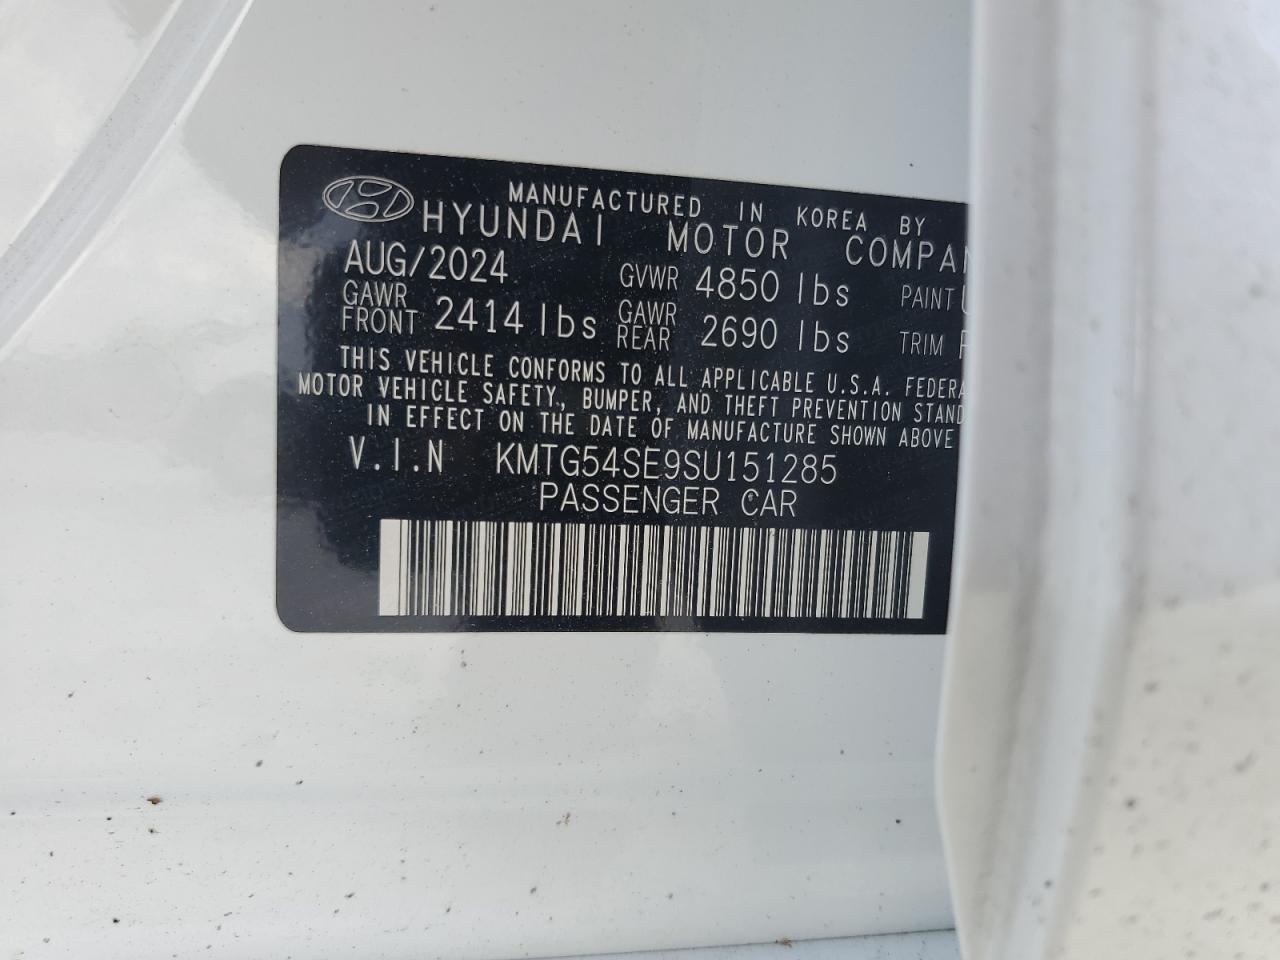 MANUFACTURED IN KOREA BY
HYUNDAI MOTOR COMPAN
AUG/2024 GVWR 4850 lbs PAINT
GAWR FRONT 2414 lbs GAWR REAR 2690 lbs TRIM
THIS VEHICLE CONFORMS TO ALL APPLICABLE U.S.A. FEDERA
MOTOR VEHICLE SAFETY, BUMPER, AND THEFT PREVENTION STAND
IN EFFECT ON THE DATE OF MANUFACTURE SHOWN ABOVE
V.I.N KMTG54SE9SU151285
PASSENGER CAR